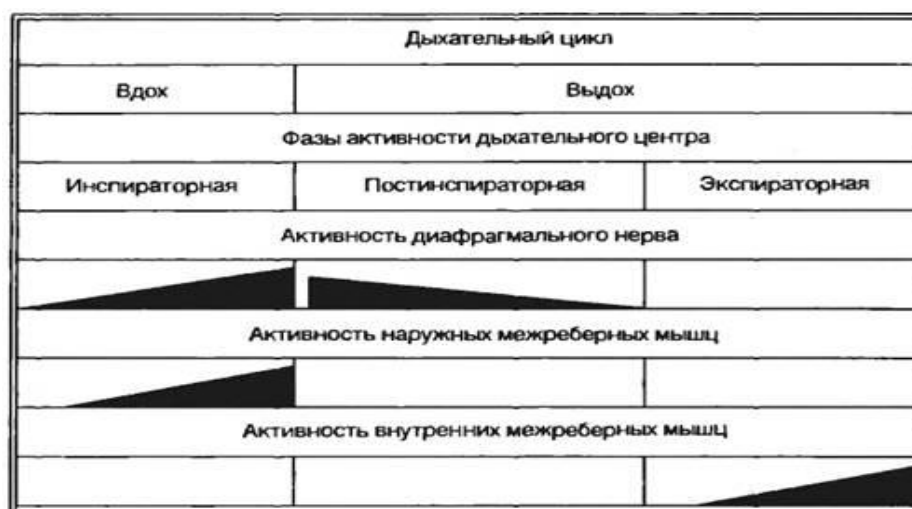 Дыхательный цикл
Вдох
Выдох
Фазы активности дыхательного центра
Инспираторная
Постинспираторная
Экспираторная
Активность диафрагмального нерва
Активность наружных межреберных мышц
Активность внутренних межреберных мышц